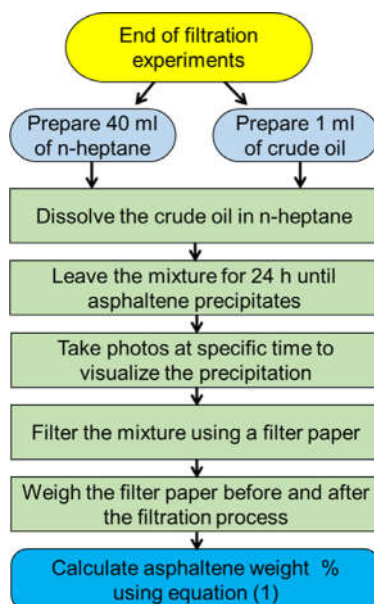 End of filtration
experiments
Prepare 40 ml
of n-heptane
Prepare 1 ml
of crude oil
Dissolve the crude oil in n-heptane
Leave the mixture for 24 h until
asphaltene precipitates
Take photos at specific time to
visualize the precipitation
Filter the mixture using a filter paper
Weigh the filter paper before and after
the filtration process
Calculate asphaltene weight %
using equation (1)